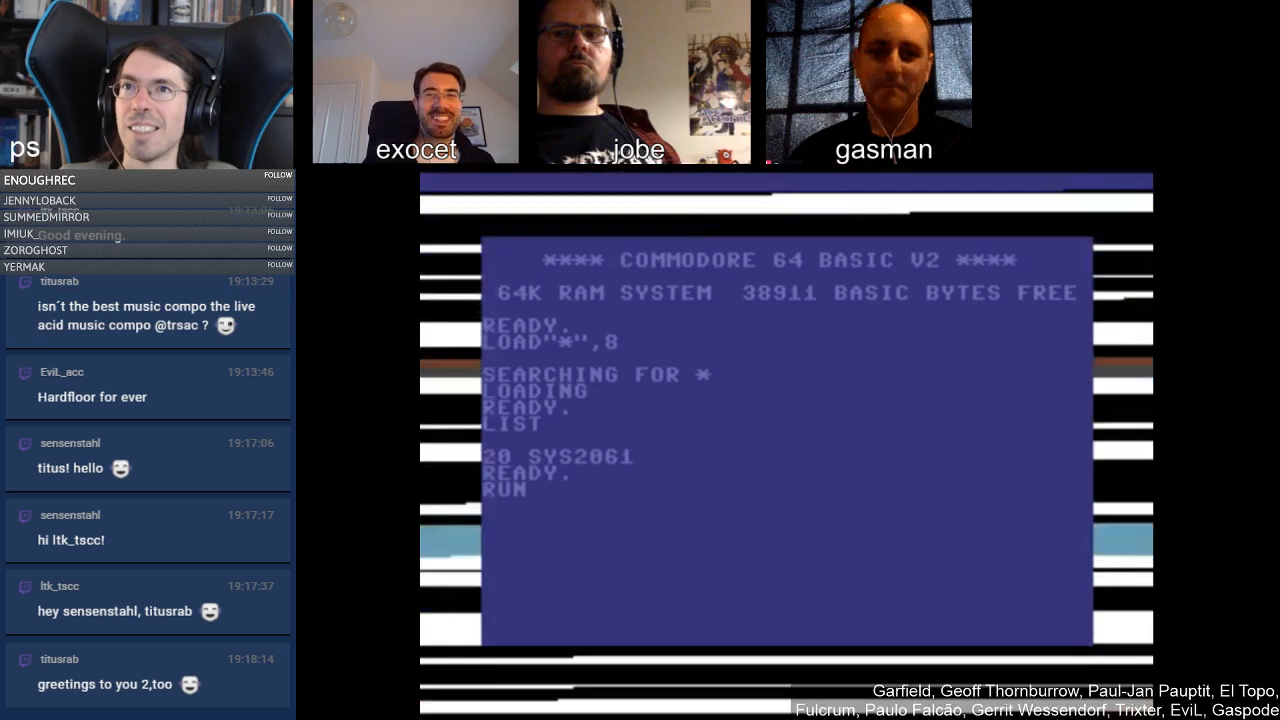 ps
exocet
jobe
gasman
ENOUGHREC FOLLOW
JENNYLOBACK FOLLOW
SUMMEDMIRROR FOLLOW
IMIUK_ FOLLOW
Good evening.
ZOROGHOST FOLLOW
YERMAK FOLLOW
titusrab 19:13:29
isn´t the best music compo the live
acid music compo @trsac ?
EviL_acc 19:13:46
Hardfloor for ever
sensenstahl 19:17:06
titus! hello
sensenstahl 19:17:17
hi ltk_tscc!
ltk_tscc 19:17:37
hey sensenstahl, titusrab
titusrab 19:18:14
greetings to you 2,too
**** COMMODORE 64 BASIC V2 ****
64K RAM SYSTEM 38911 BASIC BYTES FREE
READY.
LOAD"*",8
SEARCHING FOR *
LOADING
READY.
LIST
20 SYS2061
READY.
RUN
Garfield, Geoff Thornburrow, Paul-Jan Pauptit, El Topo,
Fulcrum, Paulo Falcão, Gerrit Wessendorf, Trixter, EviL, Gaspode